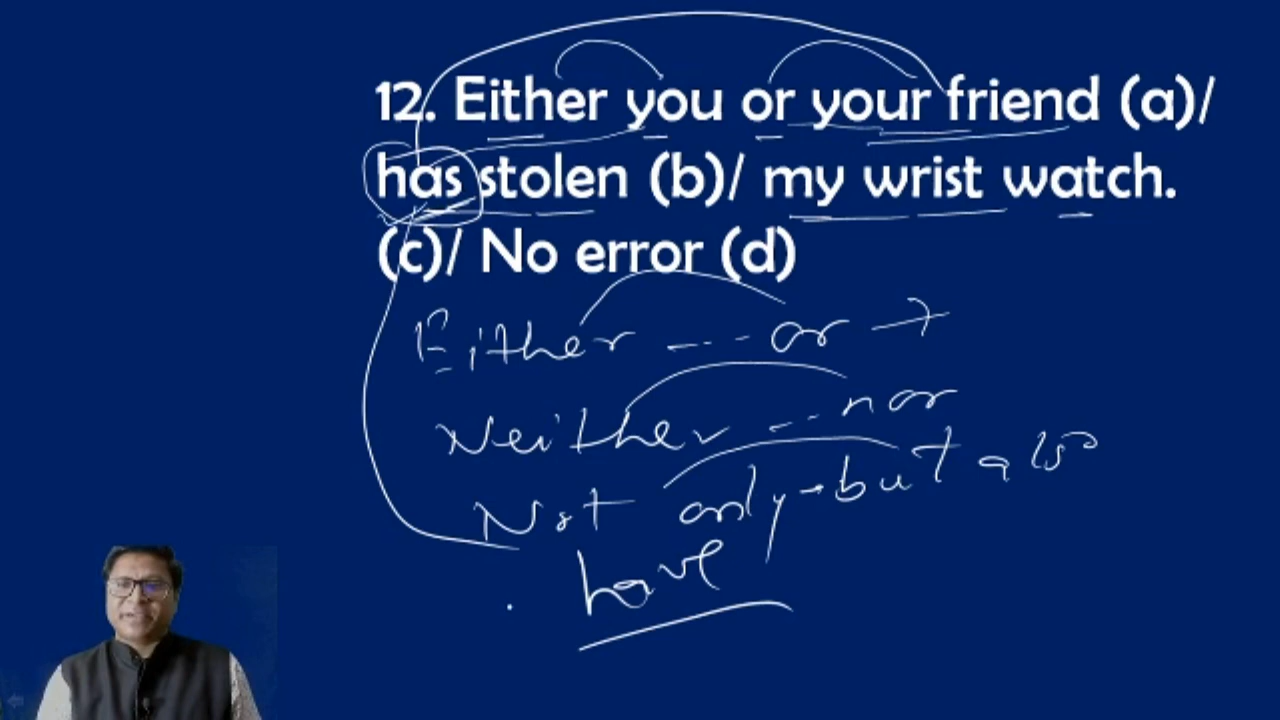 12. Either you or your friend (a)/
has stolen (b)/ my wrist watch.
(c)/ No error (d)
Either --- or →
Neither --- nor
Not only - but also
have